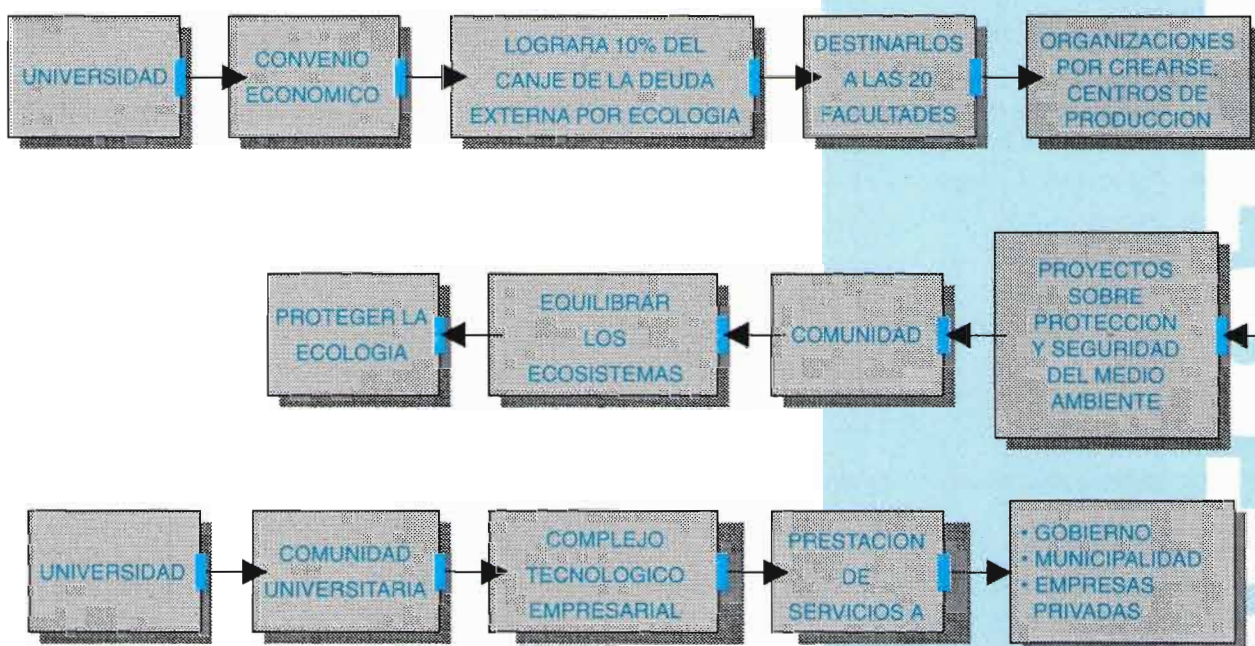 UNIVERSIDAD
CONVENIO
ECONOMICO
LOGRARA 10% DEL
CANJE DE LA DEUDA
EXTERNA POR ECOLOGIA
DESTINARLOS
A LAS 20
FACULTADES
ORGANIZACIONES
POR CREARSE,
CENTROS DE
PRODUCCION
PROYECTOS
SOBRE
PROTECCION
Y SEGURIDAD
DEL MEDIO
AMBIENTE
COMUNIDAD
EQUILIBRAR
LOS
ECOSISTEMAS
PROTEGER LA
ECOLOGIA
UNIVERSIDAD
COMUNIDAD
UNIVERSITARIA
COMPLEJO
TECNOLOGICO
EMPRESARIAL
PRESTACION
DE
SERVICIOS A
• GOBIERNO
• MUNICIPALIDAD
• EMPRESAS
PRIVADAS